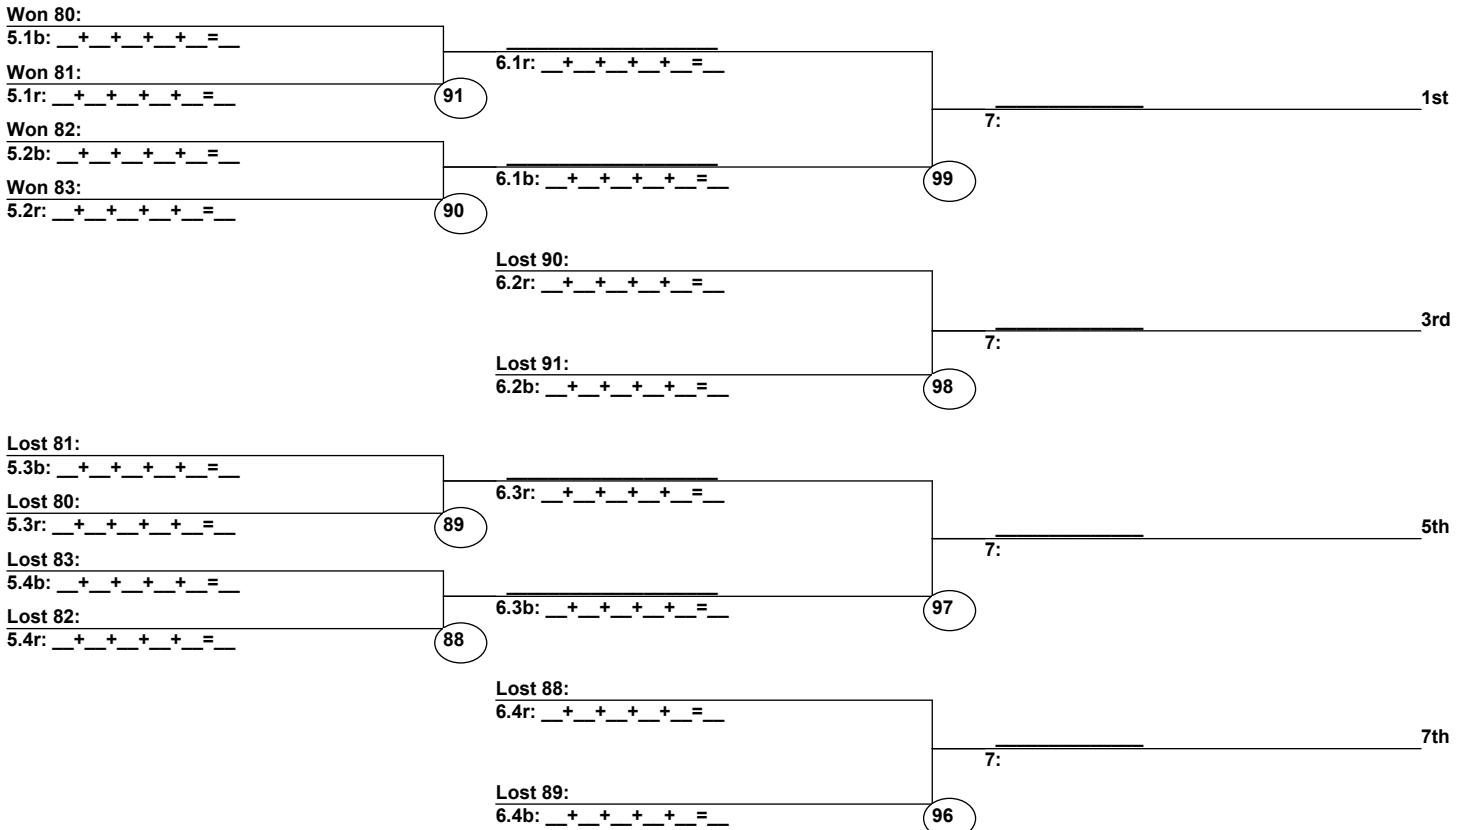 Won 80:
5.1b: __+__+__+__+__=__
____________________
6.1r: __+__+__+__+__=__
Won 81:
5.1r: __+__+__+__+__=__
91
______________
1st
7:
Won 82:
5.2b: __+__+__+__+__=__
____________________
6.1b: __+__+__+__+__=__
99
Won 83:
5.2r: __+__+__+__+__=__
90
Lost 90:
6.2r: __+__+__+__+__=__
______________
3rd
7:
Lost 91:
6.2b: __+__+__+__+__=__
98
Lost 81:
5.3b: __+__+__+__+__=__
____________________
6.3r: __+__+__+__+__=__
Lost 80:
5.3r: __+__+__+__+__=__
89
______________
5th
7:
Lost 83:
5.4b: __+__+__+__+__=__
____________________
6.3b: __+__+__+__+__=__
97
Lost 82:
5.4r: __+__+__+__+__=__
88
Lost 88:
6.4r: __+__+__+__+__=__
______________
7th
7:
Lost 89:
6.4b: __+__+__+__+__=__
96